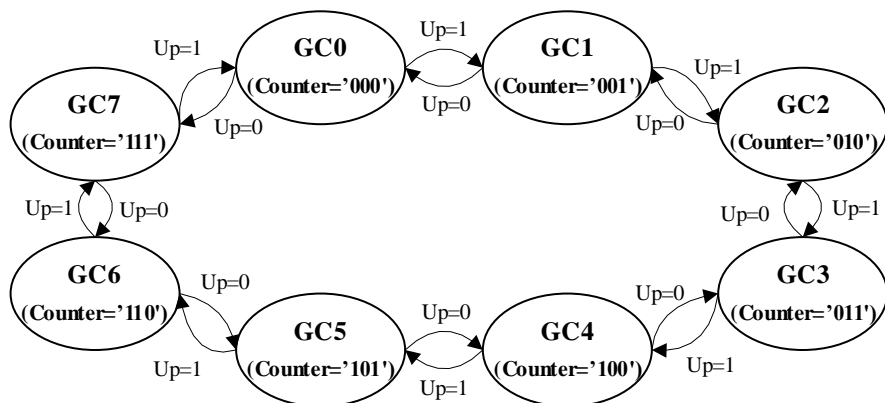 GC0
(Counter='000')
Up=1
Up=0
GC1
(Counter='001')
Up=1
Up=0
GC2
(Counter='010')
Up=0
Up=1
GC3
(Counter='011')
Up=0
Up=1
GC4
(Counter='100')
Up=0
Up=1
GC5
(Counter='101')
Up=0
Up=1
GC6
(Counter='110')
Up=1
Up=0
GC7
(Counter='111')
Up=1
Up=0